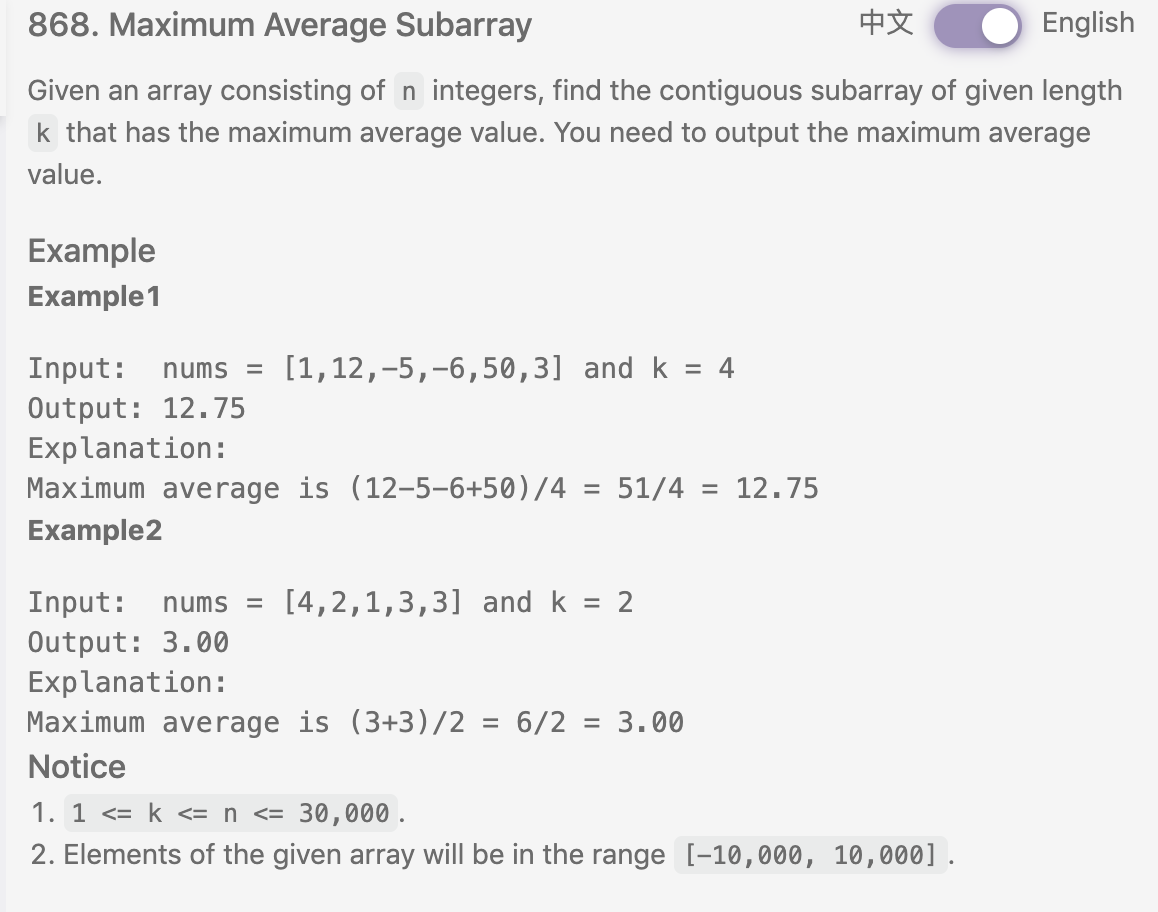 868. Maximum Average Subarray 中文 English
Given an array consisting of n integers, find the contiguous subarray of given length
k that has the maximum average value. You need to output the maximum average
value.
Example
Example1
Input:  nums = [1,12,-5,-6,50,3] and k = 4
Output: 12.75
Explanation:
Maximum average is (12-5-6+50)/4 = 51/4 = 12.75
Example2
Input:  nums = [4,2,1,3,3] and k = 2
Output: 3.00
Explanation:
Maximum average is (3+3)/2 = 6/2 = 3.00
Notice
1. 1 <= k <= n <= 30,000.
2. Elements of the given array will be in the range [-10,000, 10,000].